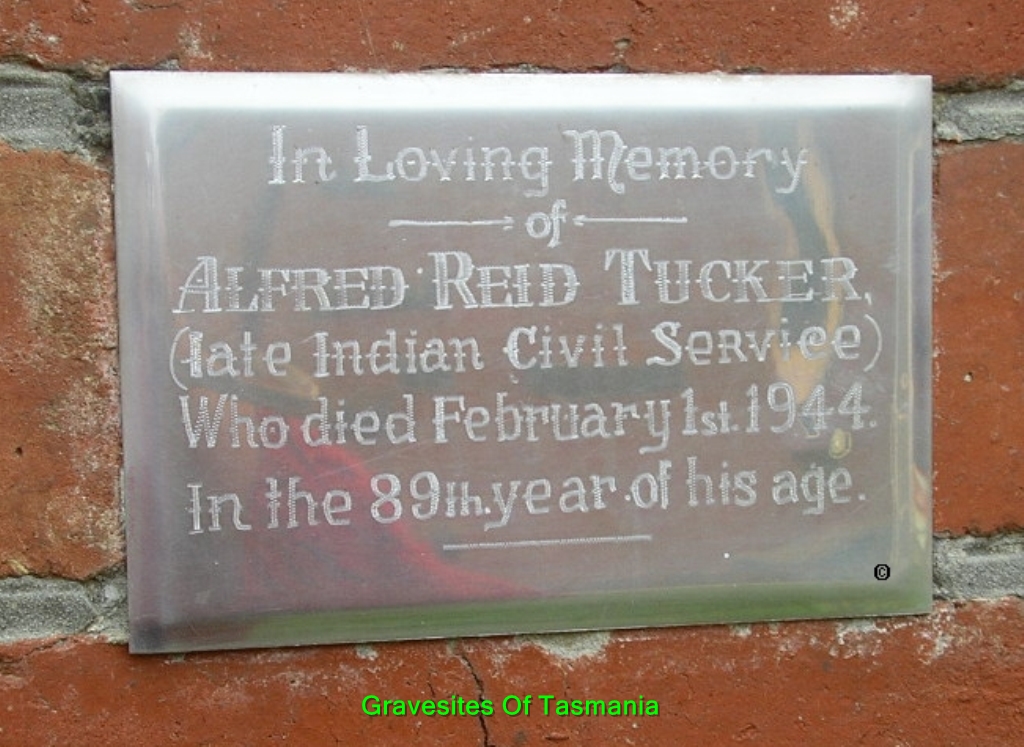 In Loving Memory
of
ALFRED REID TUCKER,
(late Indian Civil Service)
Who died February 1st. 1944.
In the 89th. year of his age.
©
Gravesites Of Tasmania